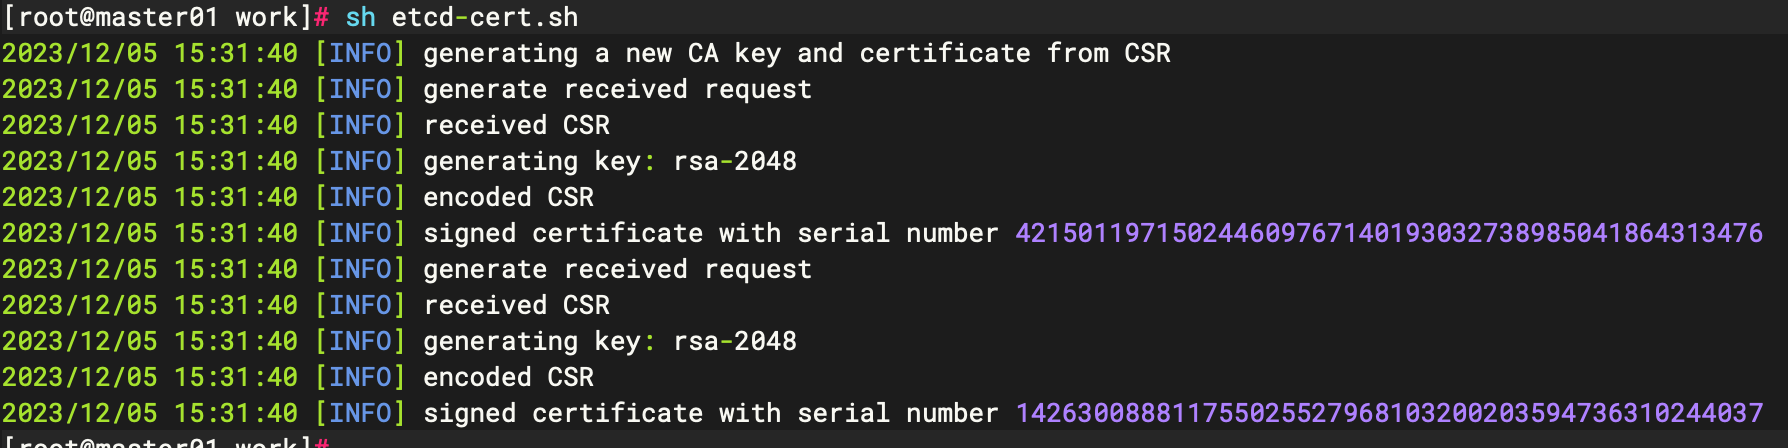 [root@master01 work]# sh etcd-cert.sh
2023/12/05 15:31:40 [INFO] generating a new CA key and certificate from CSR
2023/12/05 15:31:40 [INFO] generate received request
2023/12/05 15:31:40 [INFO] received CSR
2023/12/05 15:31:40 [INFO] generating key: rsa-2048
2023/12/05 15:31:40 [INFO] encoded CSR
2023/12/05 15:31:40 [INFO] signed certificate with serial number 421501197150244609767140193032738985041864313476
2023/12/05 15:31:40 [INFO] generate received request
2023/12/05 15:31:40 [INFO] received CSR
2023/12/05 15:31:40 [INFO] generating key: rsa-2048
2023/12/05 15:31:40 [INFO] encoded CSR
2023/12/05 15:31:40 [INFO] signed certificate with serial number 142630088811755025527968103200203594736310244037
[root@master01 work]#